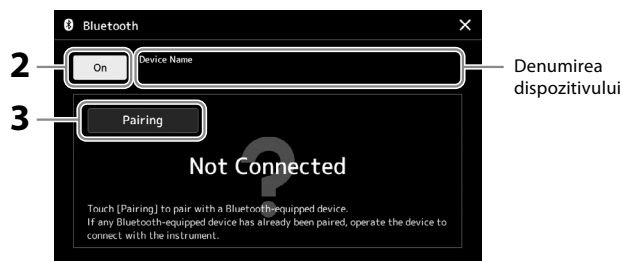 Bluetooth
2
On
Device Name
Denumirea
dispozitivului
3
Pairing
?
Not Connected
Touch [Pairing] to pair with a Bluetooth-equipped device.
If any Bluetooth-equipped device has already been paired, operate the device to
connect with the instrument.